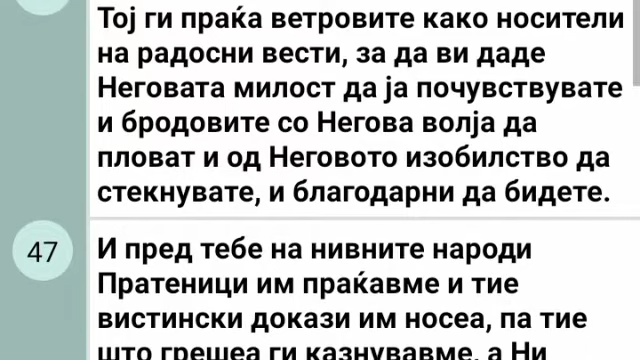 Тој ги праќа ветровите како носители
на радосни вести, за да ви даде
Неговата милост да ја почувствувате
и бродовите со Негова волја да
пловат и од Неговото изобилство да
стекнувате, и благодарни да бидете.
47
И пред тебе на нивните народи
Пратеници им праќавме и тие
вистински докази им носеа, па тие
што грешеа ги казнувавме, а Ни